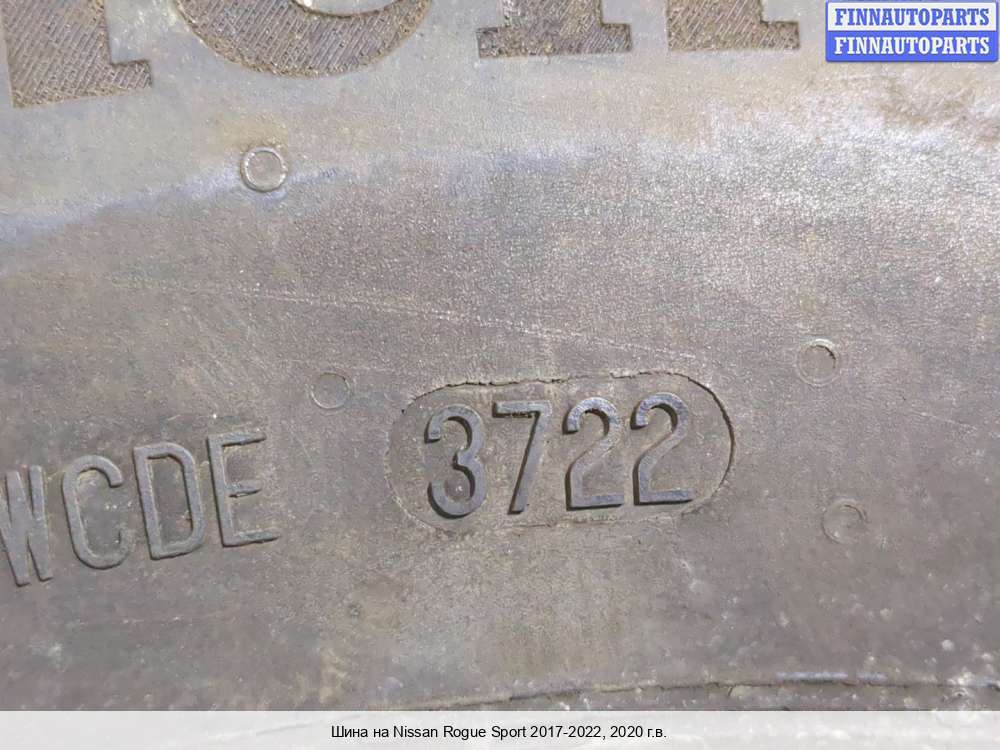 FINNAUTOPARTS
FINNAUTOPARTS
WCDE 3722
Шина на Nissan Rogue Sport 2017-2022, 2020 г.в.